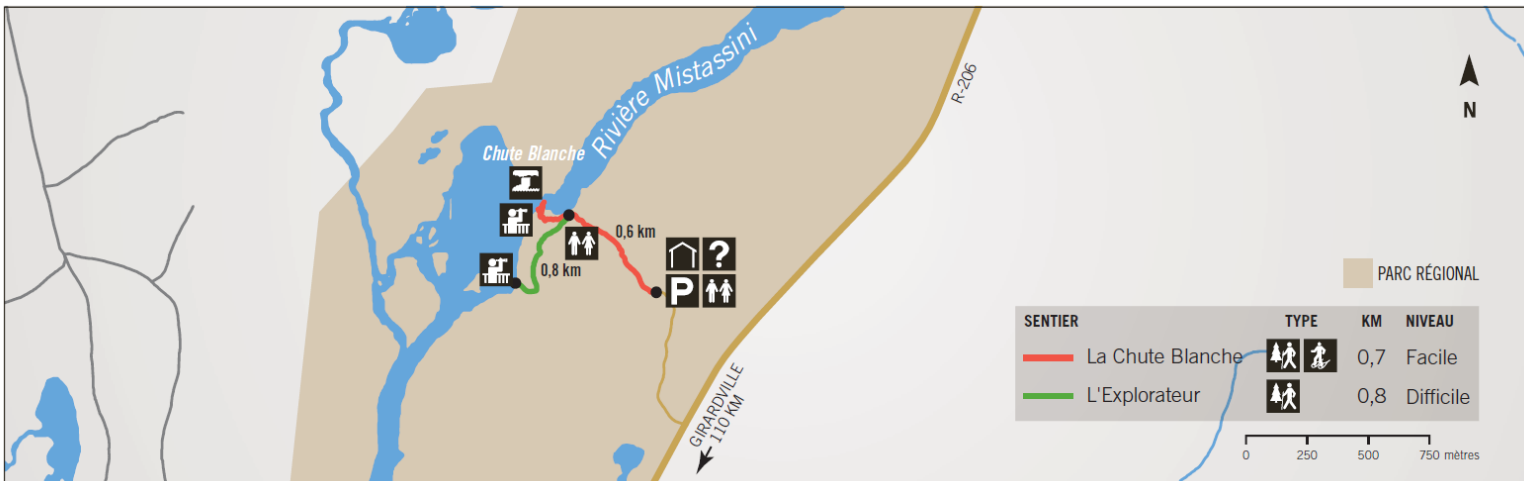 Rivière Mistassini
R-206
N
Chute Blanche
0,6 km
?
0,8 km
P
PARC RÉGIONAL
SENTIER TYPE KM NIVEAU
La Chute Blanche 0,7 Facile
L'Explorateur 0,8 Difficile
GIRARDVILLE
110 KM
0 250 500 750 mètres